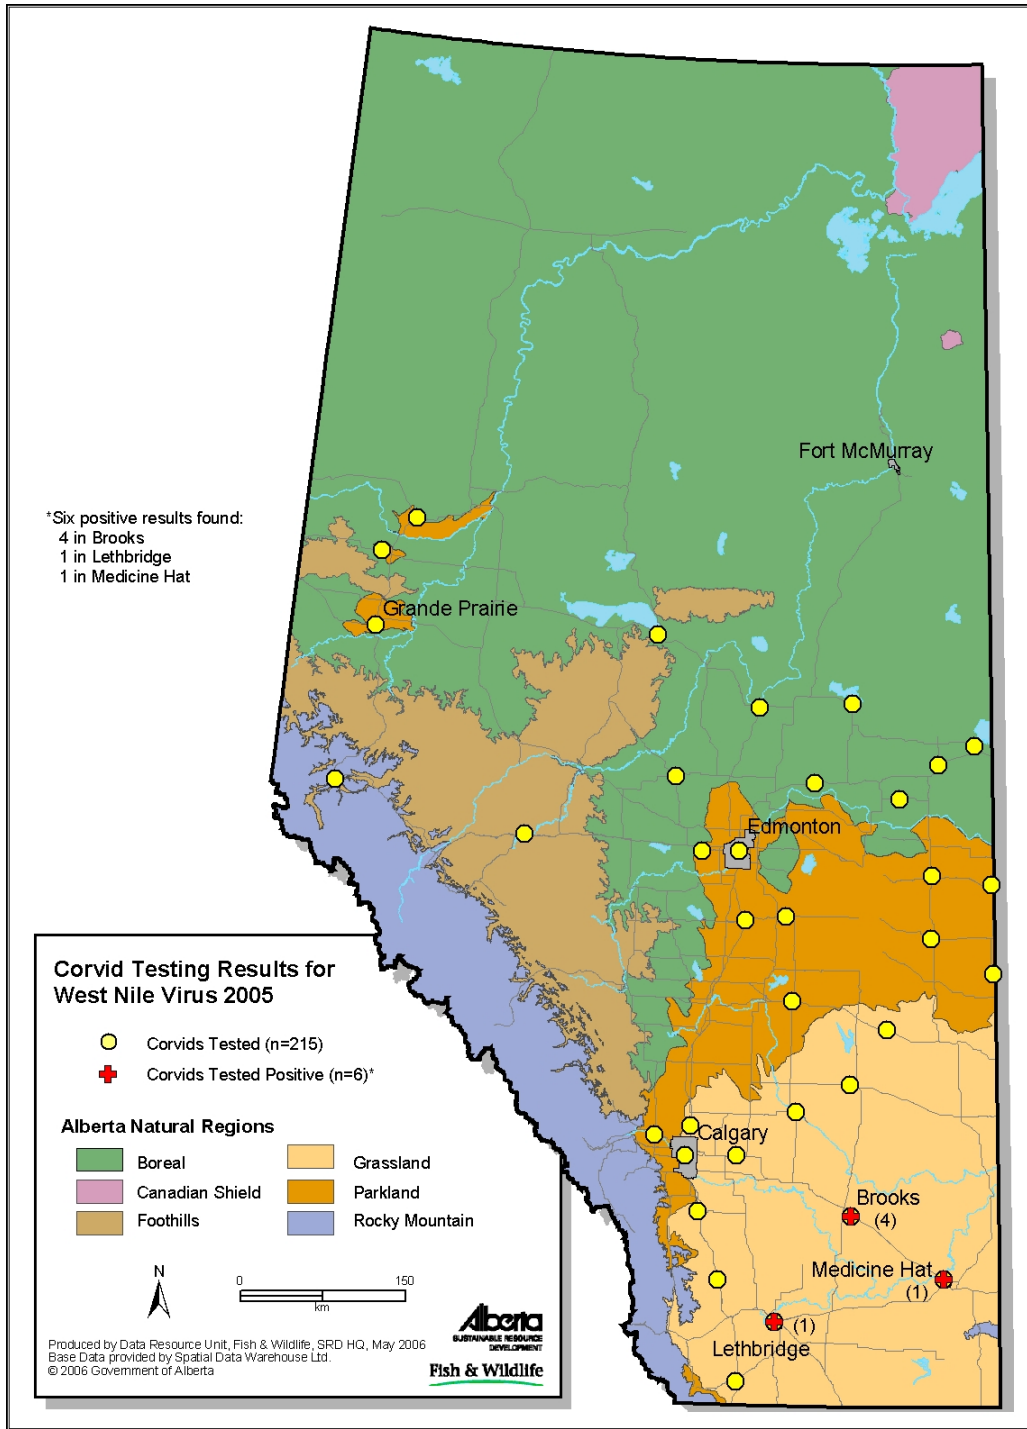 Fort McMurray
*Six positive results found:
4 in Brooks
1 in Lethbridge
1 in Medicine Hat
Grande Prairie
Edmonton
Calgary
Brooks
(4)
Medicine Hat
(1)
(1)
Lethbridge
Corvid Testing Results for
West Nile Virus 2005
Corvids Tested (n=215)
Corvids Tested Positive (n=6)*
Alberta Natural Regions
Boreal
Canadian Shield
Foothills
Grassland
Parkland
Rocky Mountain
N
0 150
km
Alberta
SUSTAINABLE RESOURCE
DEVELOPMENT
Fish & Wildlife
Produced by Data Resource Unit, Fish & Wildlife, SRD HQ, May 2006
Base Data provided by Spatial Data Warehouse Ltd.
© 2006 Government of Alberta